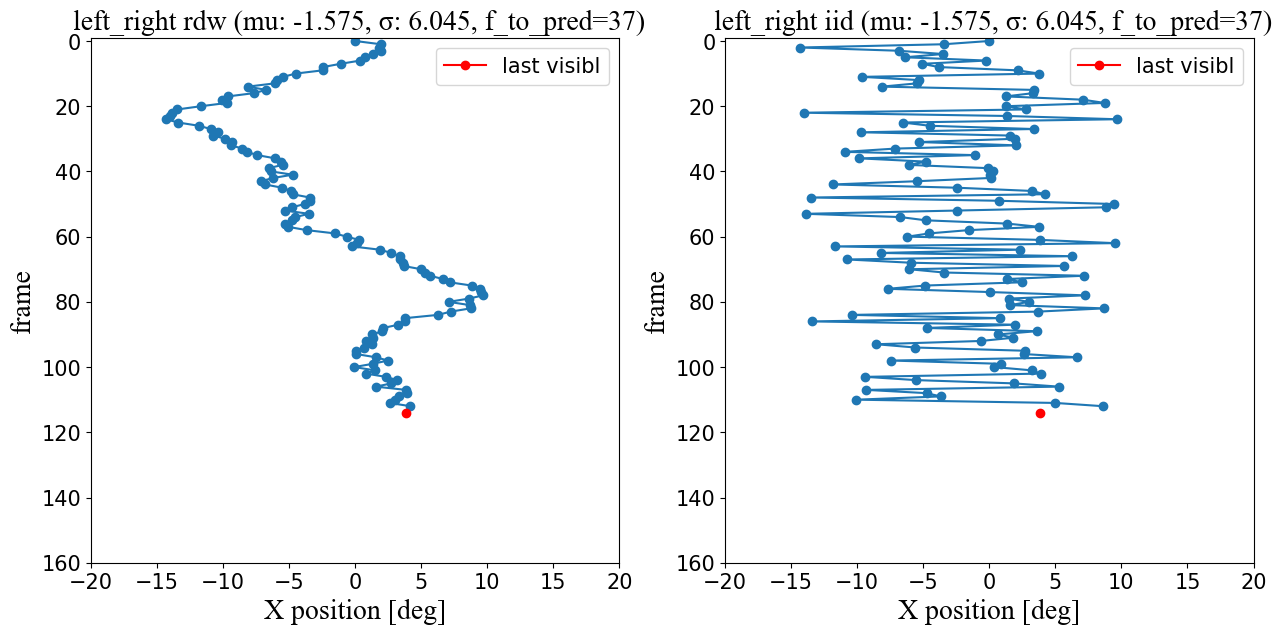 left_right rdw (mu: -1.575, σ: 6.045, f_to_pred=37)
last visibl
0
20
40
60
80
100
120
140
160
frame
−20 −15 −10 −5 0 5 10 15 20
X position [deg]
left_right iid (mu: -1.575, σ: 6.045, f_to_pred=37)
last visibl
0
20
40
60
80
100
120
140
160
frame
−20 −15 −10 −5 0 5 10 15 20
X position [deg]